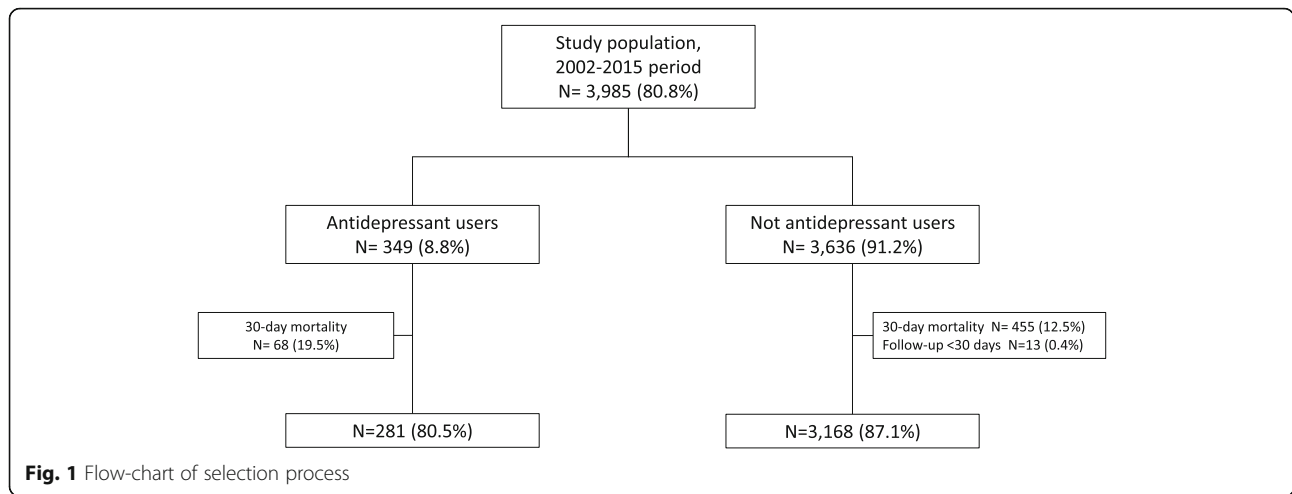 Study population,
2002-2015 period
N= 3,985 (80.8%)
Antidepressant users
N= 349 (8.8%)
Not antidepressant users
N= 3,636 (91.2%)
30-day mortality
N= 68 (19.5%)
30-day mortality N= 455 (12.5%)
Follow-up <30 days N=13 (0.4%)
N=281 (80.5%)
N=3,168 (87.1%)
Fig. 1 Flow-chart of selection process